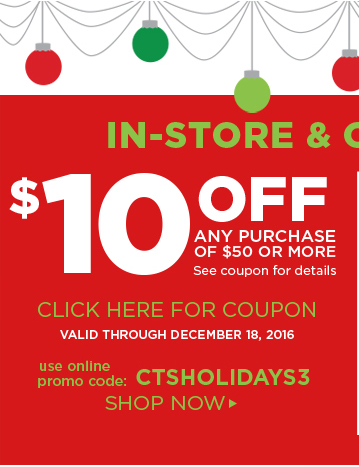 IN-STORE &
$10 OFF
ANY PURCHASE
OF $50 OR MORE
See coupon for details
CLICK HERE FOR COUPON
VALID THROUGH DECEMBER 18, 2016
use online
promo code: CTSHOLIDAYS3
SHOP NOW▸